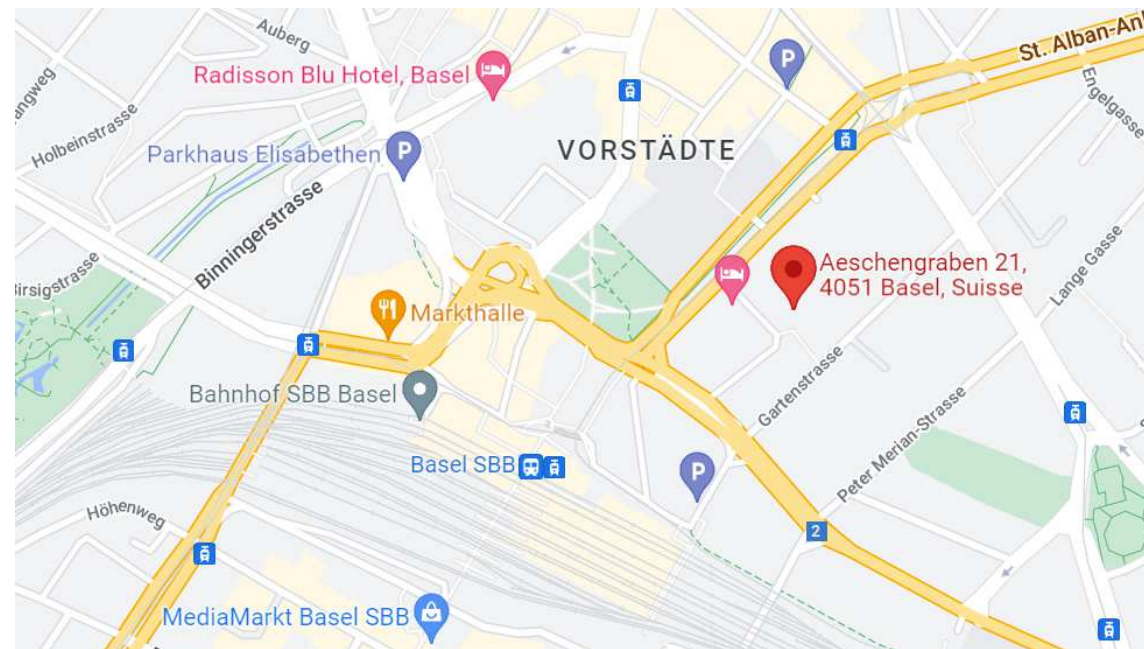 Auberg
St. Alban-Anl
Radisson Blu Hotel, Basel
P
angweg
Engelgasse
Holbeinstrasse
Parkhaus Elisabethen
P
VORSTÄDTE
Binningerstrasse
Lange Gasse
Birsigstrasse
Aeschengraben 21,
4051 Basel, Suisse
Markthalle
Bahnhof SBB Basel
Gartenstrasse
Peter Merian-Strasse
Basel SBB
P
Höhenweg
2
MediaMarkt Basel SBB